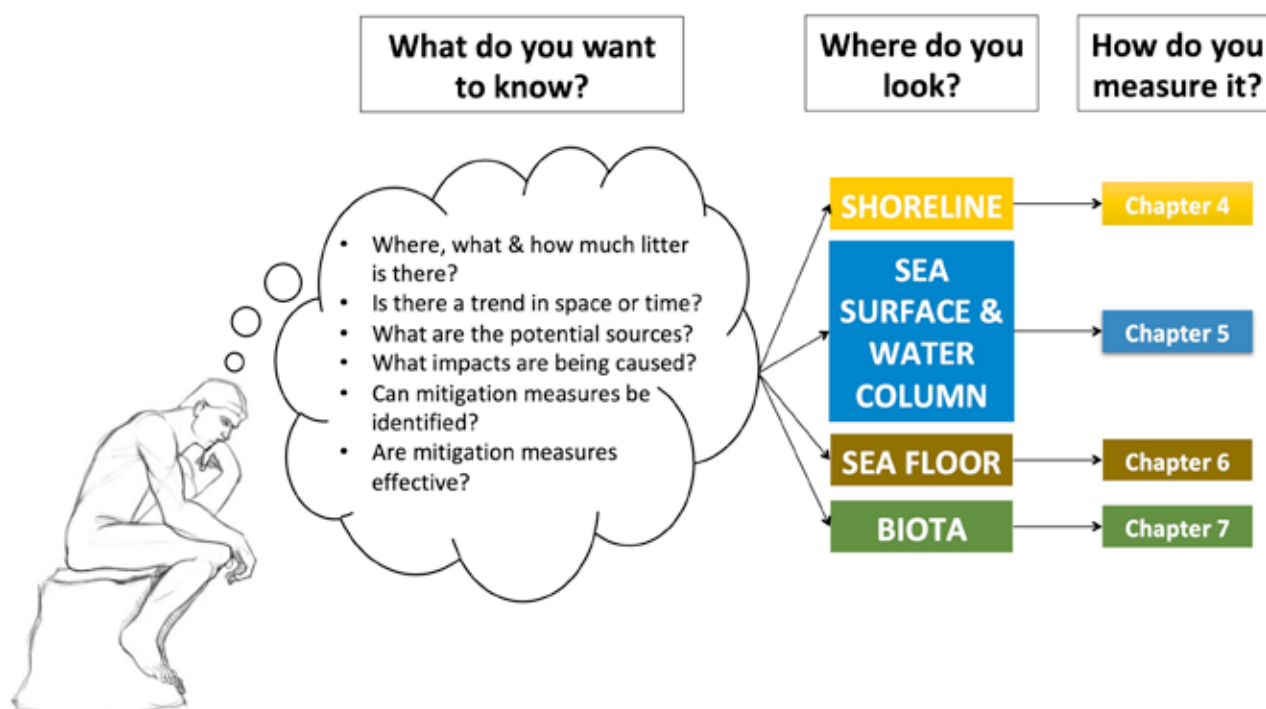 What do you want
to know?
Where do you
look?
How do you
measure it?
• Where, what & how much litter
is there?
• Is there a trend in space or time?
• What are the potential sources?
• What impacts are being caused?
• Can mitigation measures be
identified?
• Are mitigation measures
effective?
SHORELINE
Chapter 4
SEA
SURFACE &
WATER
COLUMN
Chapter 5
SEA FLOOR
Chapter 6
BIOTA
Chapter 7